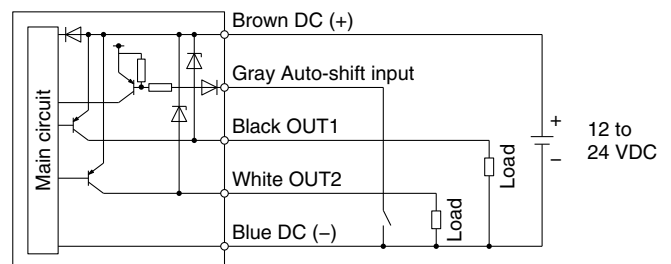 Brown DC (+)
Gray Auto-shift input
Black OUT1
White OUT2
Blue DC (−)
Main circuit
Load
Load
+
−
12 to
24 VDC